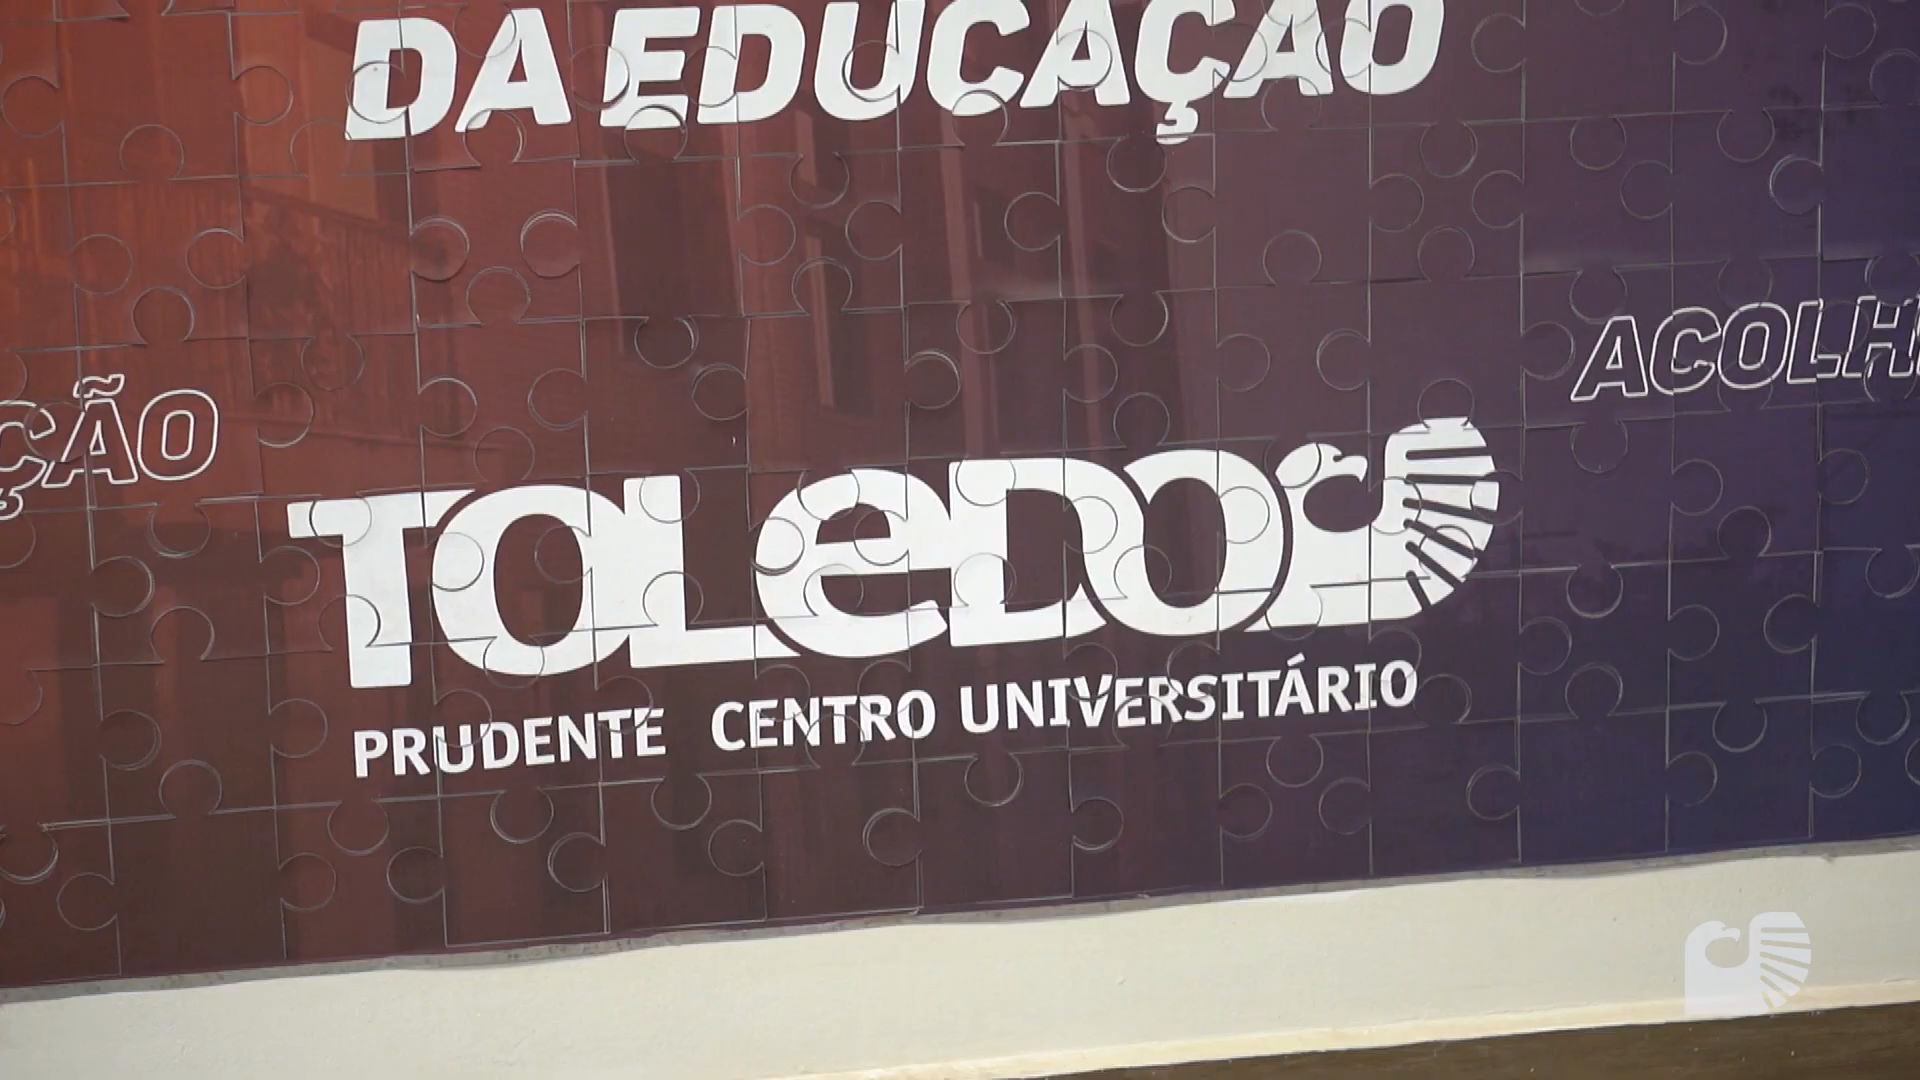 DA EDUCAÇÃO
ACOLH
ÇÃO
TOLEDO
PRUDENTE CENTRO UNIVERSITÁRIO